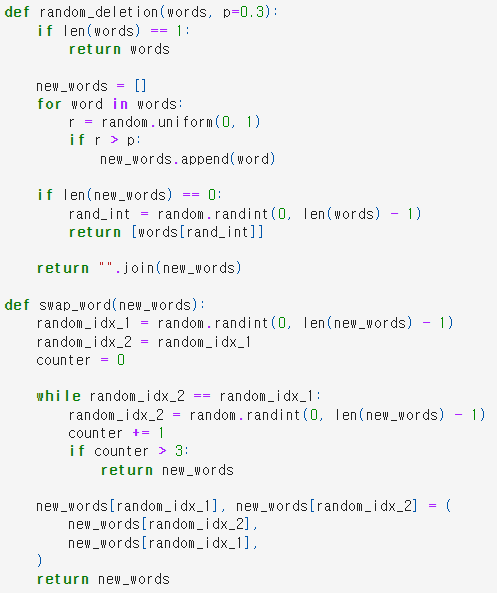 def random_deletion(words, p=0.3):
    if len(words) == 1:
        return words

    new_words = []
    for word in words:
        r = random.uniform(0, 1)
        if r > p:
            new_words.append(word)

    if len(new_words) == 0:
        rand_int = random.randint(0, len(words) - 1)
        return [words[rand_int]]

    return "".join(new_words)

def swap_word(new_words):
    random_idx_1 = random.randint(0, len(new_words) - 1)
    random_idx_2 = random_idx_1
    counter = 0

    while random_idx_2 == random_idx_1:
        random_idx_2 = random.randint(0, len(new_words) - 1)
        counter += 1
        if counter > 3:
            return new_words

    new_words[random_idx_1], new_words[random_idx_2] = (
        new_words[random_idx_2],
        new_words[random_idx_1],
    )
    return new_words